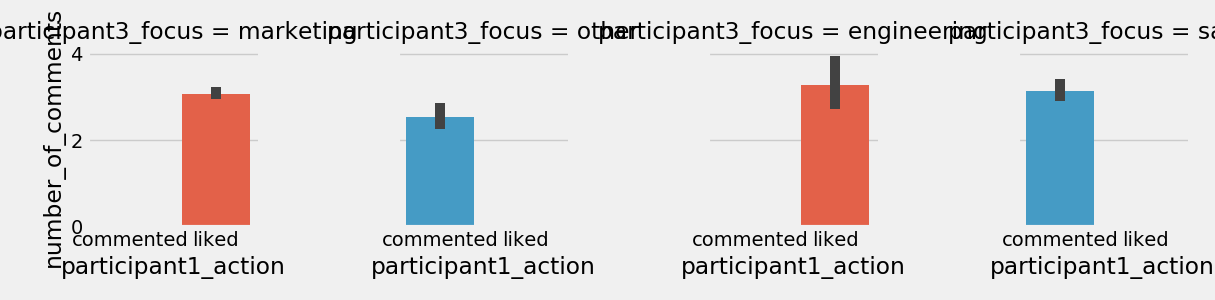 participant3_focus = marketing
participant3_focus = other
participant3_focus = engineering
participant3_focus = sa
number_of_comments
4
2
0
commented liked
commented liked
commented liked
commented liked
participant1_action
participant1_action
participant1_action
participant1_action